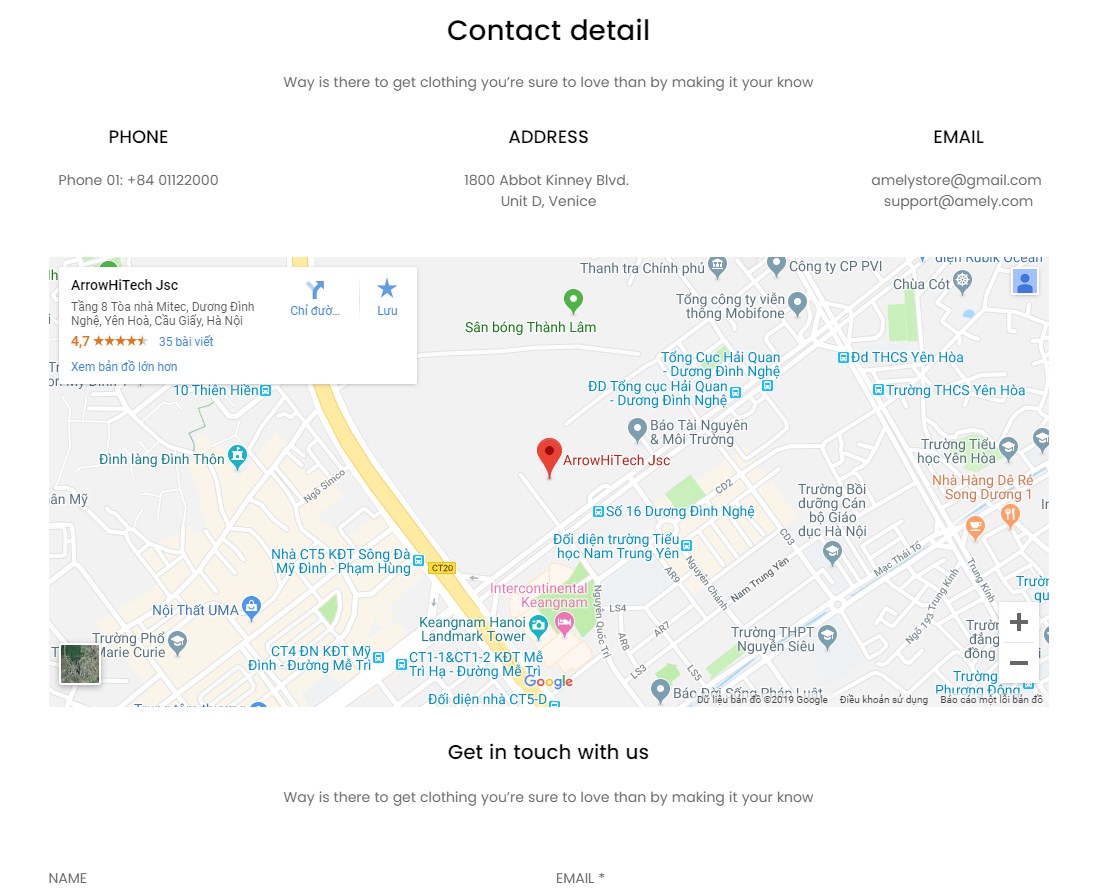 Contact detail
Way is there to get clothing you’re sure to love than by making it your know
PHONE
ADDRESS
EMAIL
Phone 01: +84 01122000
1800 Abbot Kinney Blvd.
Unit D, Venice
amelystore@gmail.com
support@amely.com
ArrowHiTech Jsc
Tầng 8 Tòa nhà Mitec, Dương Đình
Nghệ, Yên Hoà, Cầu Giấy, Hà Nội
4,7
35 bài viết
Xem bản đồ lớn hơn
Chỉ đườ...
Lưu
Thanh tra Chính phủ
Công ty CP PVI
Chùa Cót
Sân bóng Thành Lâm
Tổng công ty viễn
thông Mobifone
Tổng Cục Hải Quan
- Dương Đình Nghệ
Đd THCS Yên Hòa
ĐD Tổng cục Hải Quan
- Dương Đình Nghệ
Trường THCS Yên Hòa
10 Thiên Hiền
Báo Tài Nguyên
& Môi Trường
Đình làng Đình Thôn
ArrowHiTech Jsc
Trường Tiểu
học Yên Hòa
Ngõ Simco
ân Mỹ
CD2
Nhà Hàng Dê Ré
Song Dương 1
Trường Bồi
dưỡng Cán
bộ Giáo
dục Hà Nội
Số 16 Dương Đình Nghệ
CD3
Đối diện trường Tiểu
học Nam Trung Yên
Nhà CT5 KĐT Sông Đà
Mỹ Đình - Phạm Hùng
CT20
Mạc Thái Tổ
AR9
Nguyễn Chánh
Nam Trung Yên
Trung Kính
Intercontinental
Keangnam
Nguyễn Quốc Trị
LS4
Nội Thất UMA
Ngõ 193 Trung Kính
Keangnam Hanoi
Landmark Tower
AR8
AR7
Trường THPT
Nguyễn Siêu
Trường Phổ
Marie Curie
CT4 ĐN KĐT Mỹ
Đình - Đường Mễ Trì
CT1-1&CT1-2 KĐT Mễ
Trì Hạ - Đường Mễ Trì
LS3
LS5
Google
Đối diện nhà CT5-D
Báo Đời Sống Pháp Luật
Trường
Phương Đông
Dữ liệu bản đồ ©2019 Google
Điều khoản sử dụng
Báo cáo một lỗi bản đồ
Get in touch with us
Way is there to get clothing you’re sure to love than by making it your know
NAME
EMAIL *